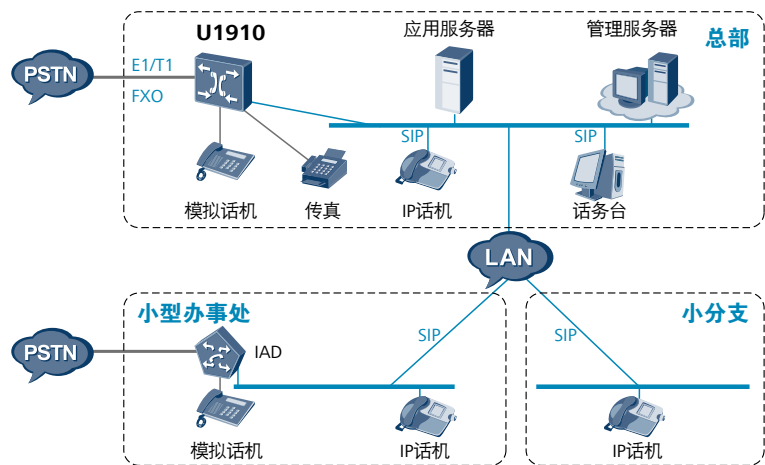 U1910
应用服务器
管理服务器
总部
PSTN
E1/T1
FXO
SIP
SIP
模拟话机
传真
IP话机
话务台
LAN
小型办事处
小分支
SIP
SIP
PSTN
IAD
模拟话机
IP话机
IP话机